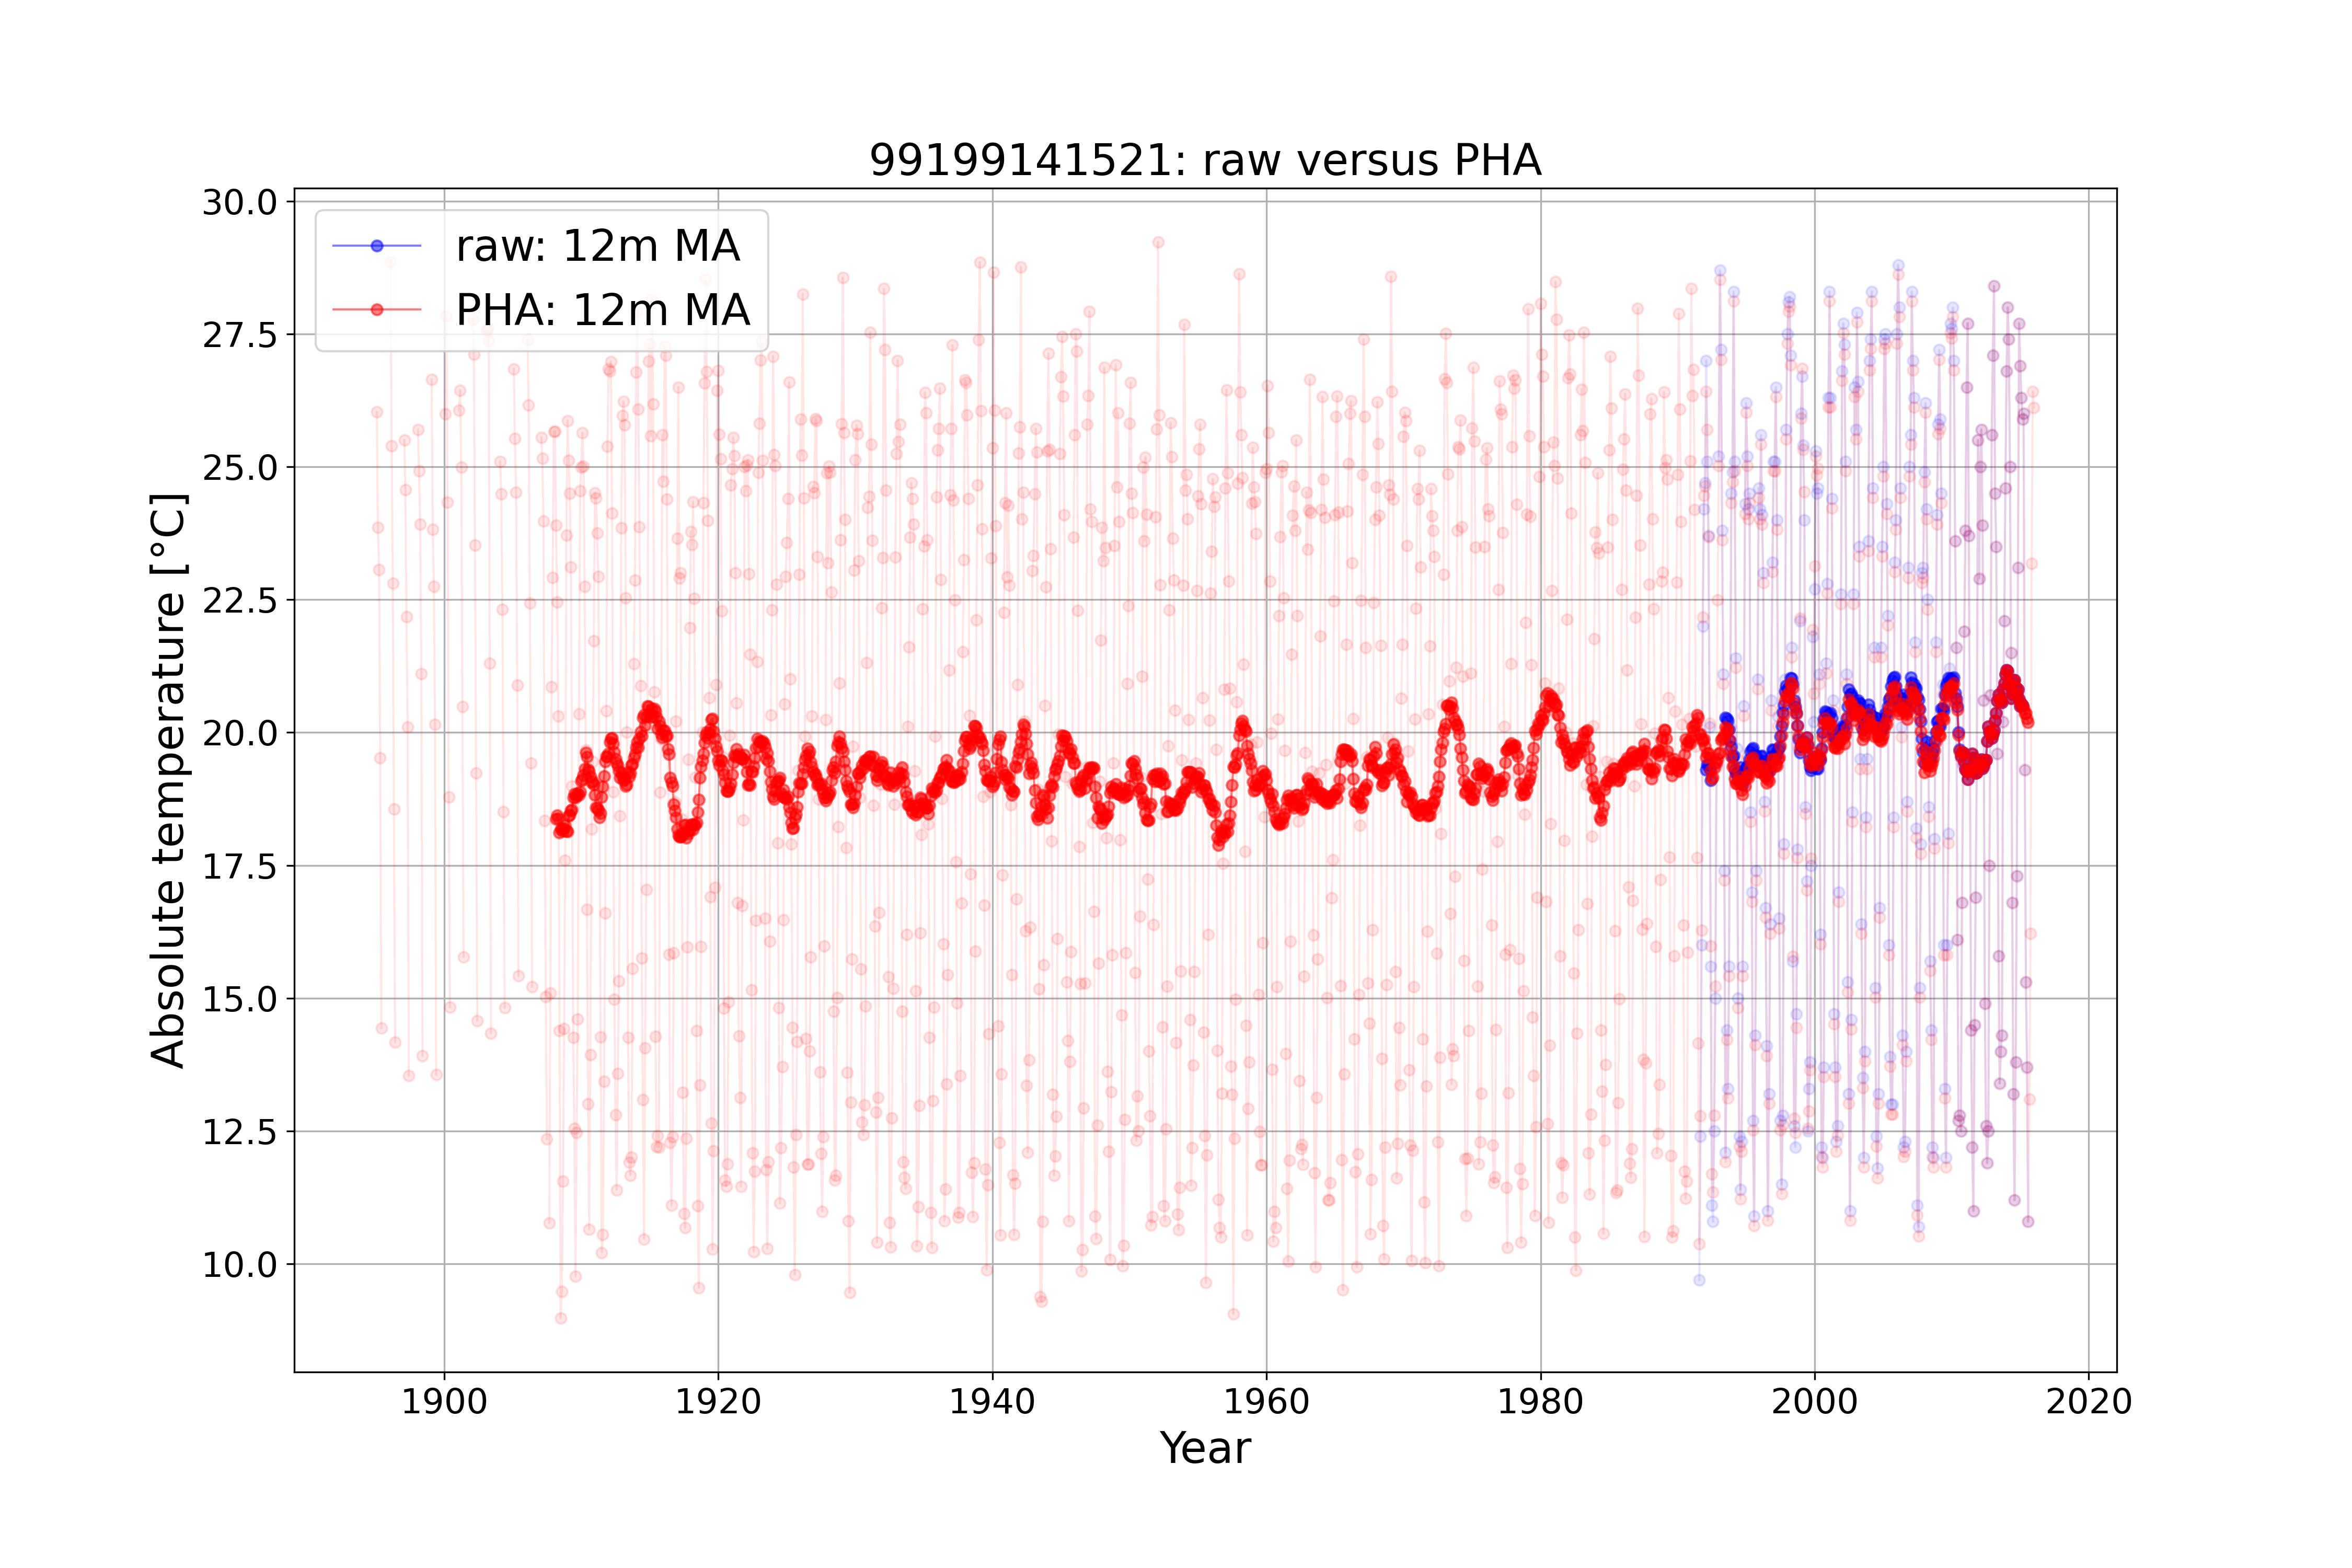 99199141521: raw versus PHA
raw: 12m MA
PHA: 12m MA
Absolute temperature [°C]
30.0
27.5
25.0
22.5
20.0
17.5
15.0
12.5
10.0
1900 1920 1940 1960 1980 2000 2020
Year